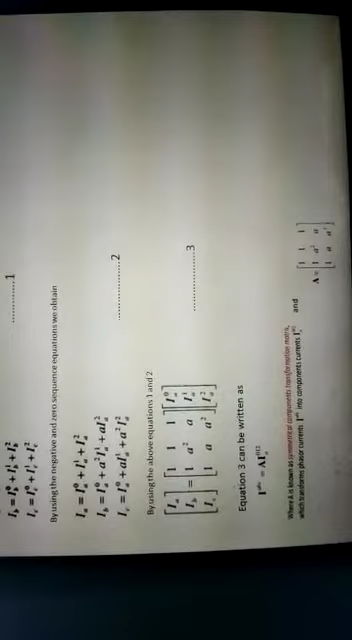 I_b = I_b^0 + I_b^1 + I_b^2
I_c = I_c^0 + I_c^1 + I_c^2 ..............1
By using the negative and zero sequence equations we obtain
I_a = I_a^0 + I_a^1 + I_a^2
I_b = I_a^0 + a^2 I_a^1 + a I_a^2
I_c = I_a^0 + a I_a^1 + a^2 I_a^2 ..................2
By using the above equations 1 and 2
[I_a] [1 1 1] [I_a^0]
[I_b] = [1 a^2 a] [I_a^1]
[I_c] [1 a a^2] [I_a^2] ..................3
Equation 3 can be written as
I^abc = A I_a^012
Where A is known as symmetrical components transformation matrix,
which transforms phasor currents I^abc into components currents I_a^012 and
[1 1 1]
A = [1 a^2 a]
[1 a a^2]